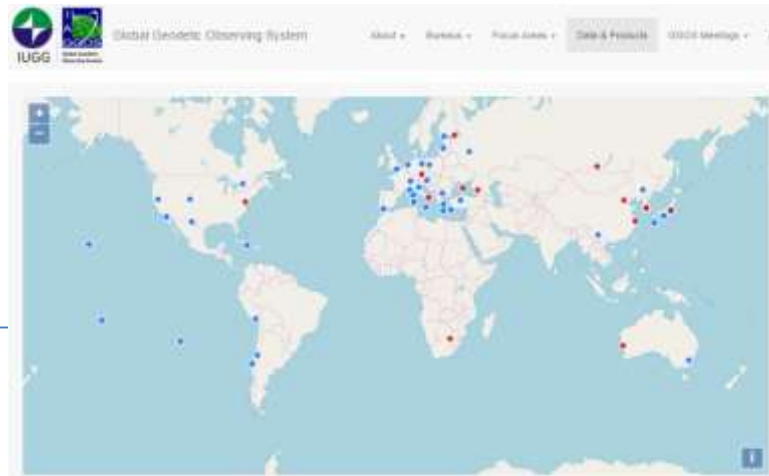 Global Geodetic Observing System
About
Bureaus
Focus Areas
Data & Products
GGOS Meetings
IUGG
+
i